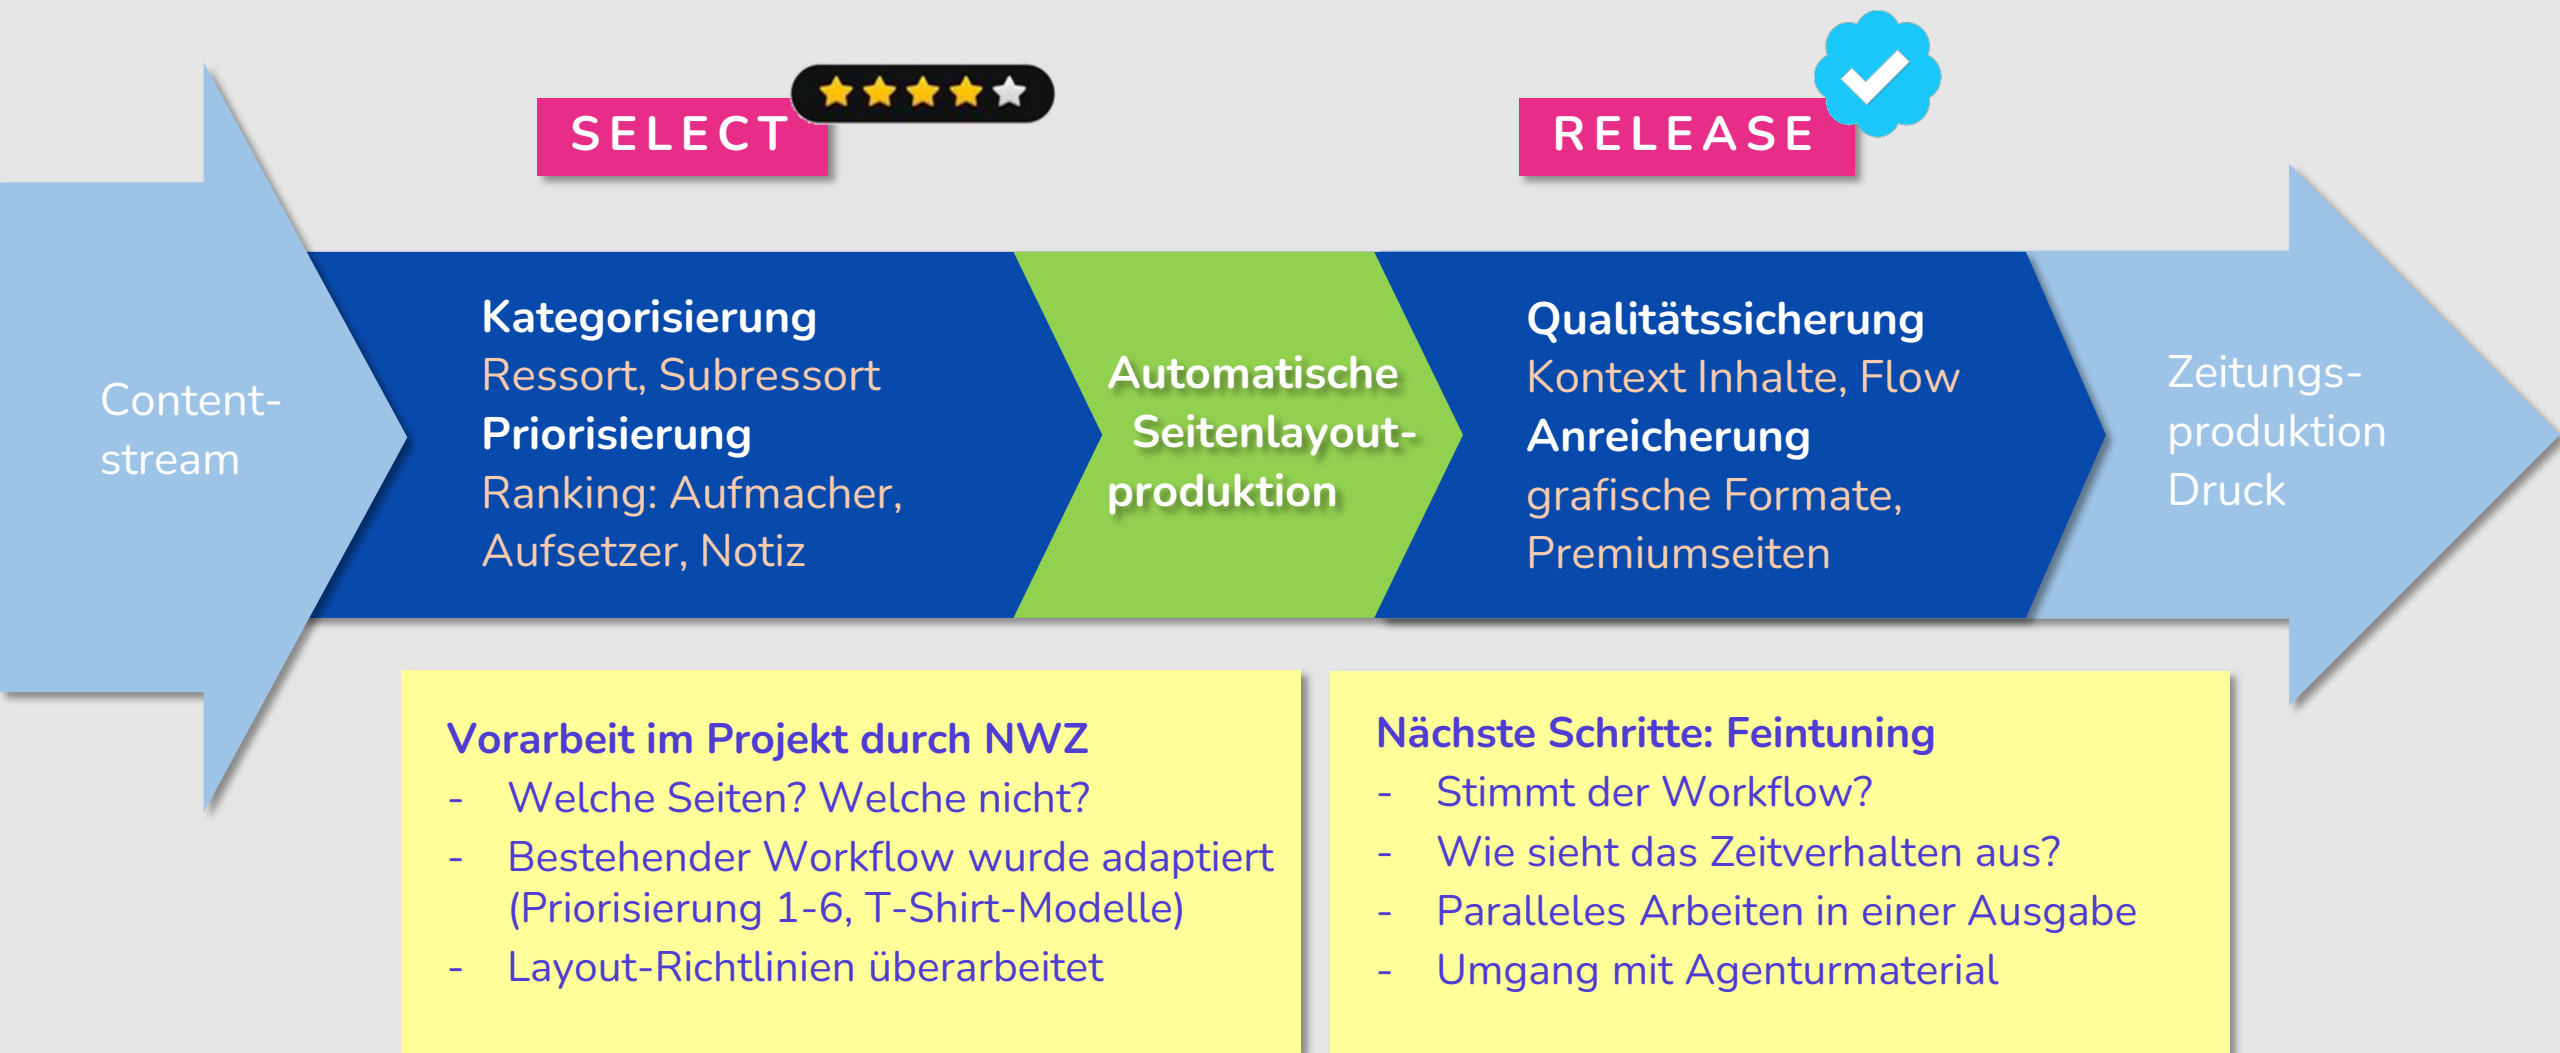 SELECT
RELEASE
Content-
stream
Kategorisierung
Ressort, Subressort
Priorisierung
Ranking: Aufmacher,
Aufsetzer, Notiz
Automatische
Seitenlayout-
produktion
Qualitätssicherung
Kontext Inhalte, Flow
Anreicherung
grafische Formate,
Premiumseiten
Zeitungs-
produktion
Druck
Vorarbeit im Projekt durch NWZ
- Welche Seiten? Welche nicht?
- Bestehender Workflow wurde adaptiert
(Priorisierung 1-6, T-Shirt-Modelle)
- Layout-Richtlinien überarbeitet
Nächste Schritte: Feintuning
- Stimmt der Workflow?
- Wie sieht das Zeitverhalten aus?
- Paralleles Arbeiten in einer Ausgabe
- Umgang mit Agenturmaterial